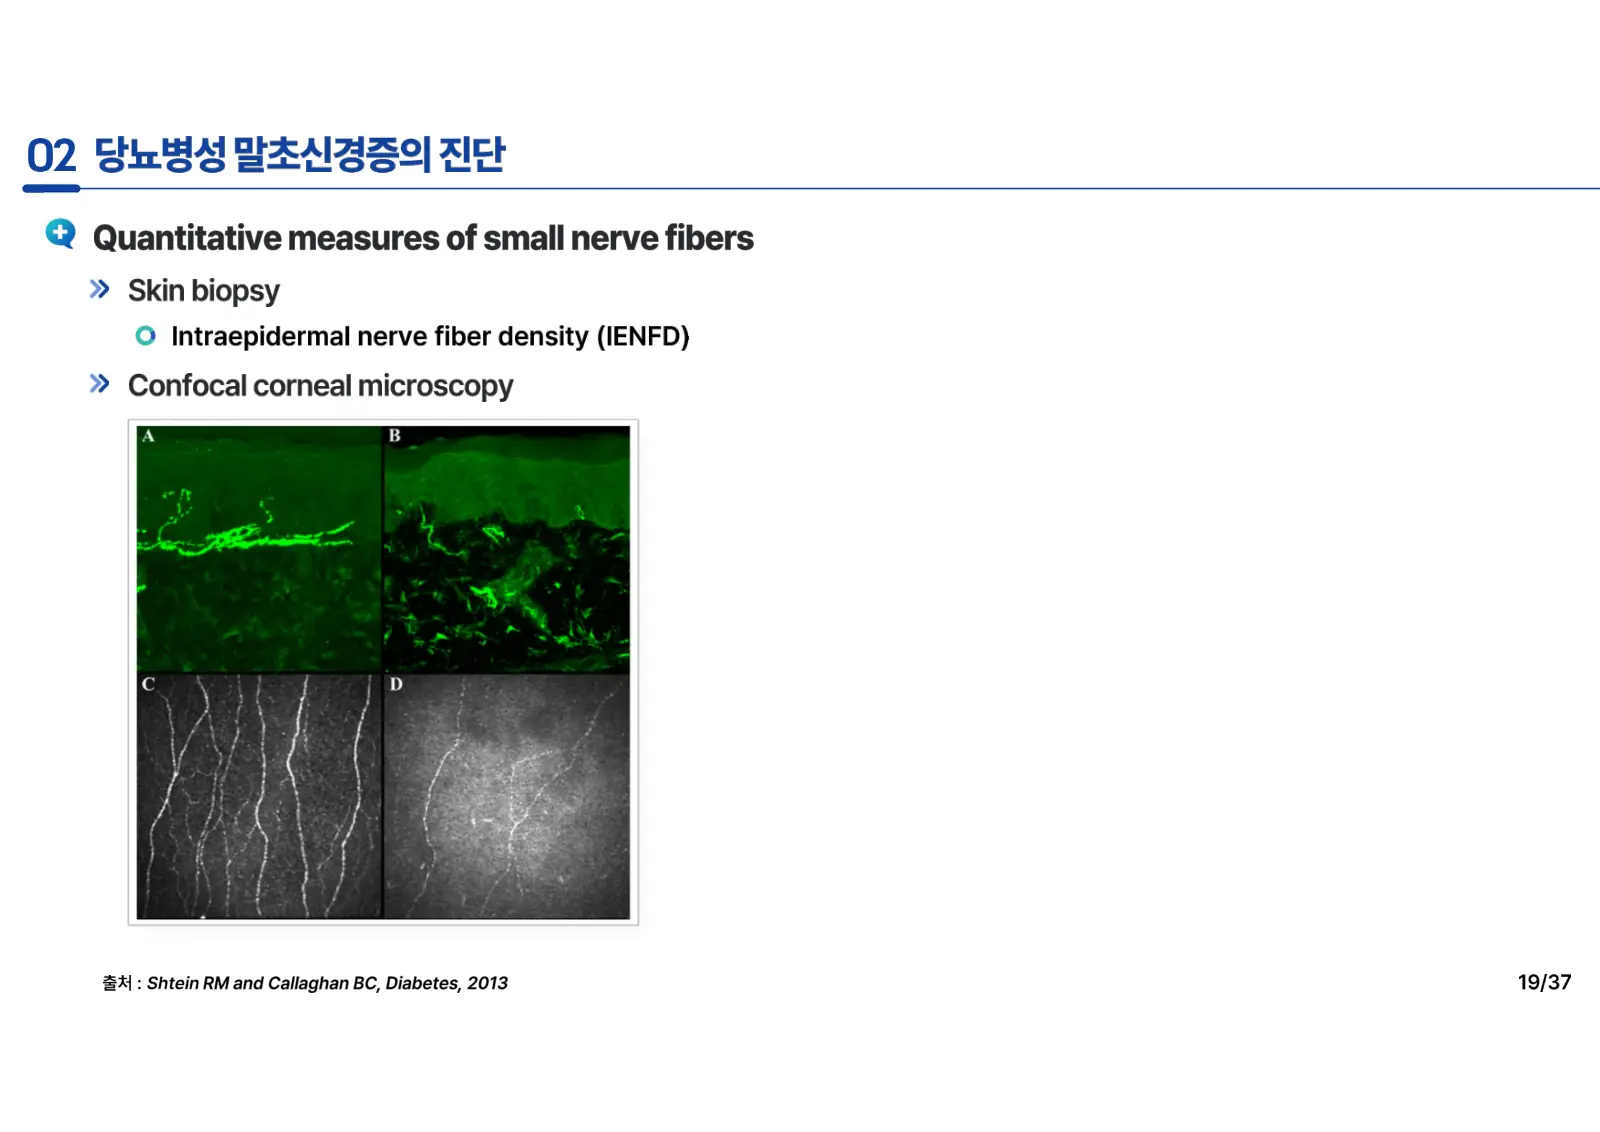 02 당뇨병성 말초신경증의 진단
Quantitative measures of small nerve fibers
Skin biopsy
Intraepidermal nerve fiber density (IENFD)
Confocal corneal microscopy
A
B
C
D
출처 : Shtein RM and Callaghan BC, Diabetes, 2013
19/37